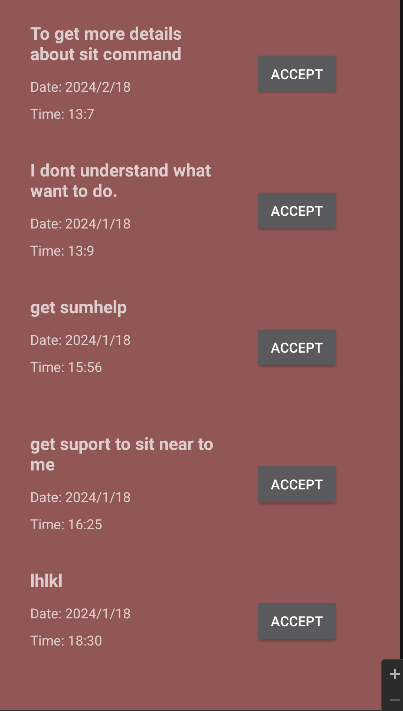 To get more details
about sit command
ACCEPT
Date: 2024/2/18
Time: 13:7
I dont understand what
want to do.
ACCEPT
Date: 2024/1/18
Time: 13:9
get sumhelp
ACCEPT
Date: 2024/1/18
Time: 15:56
get suport to sit near to
me
ACCEPT
Date: 2024/1/18
Time: 16:25
lhlkl
ACCEPT
Date: 2024/1/18
Time: 18:30